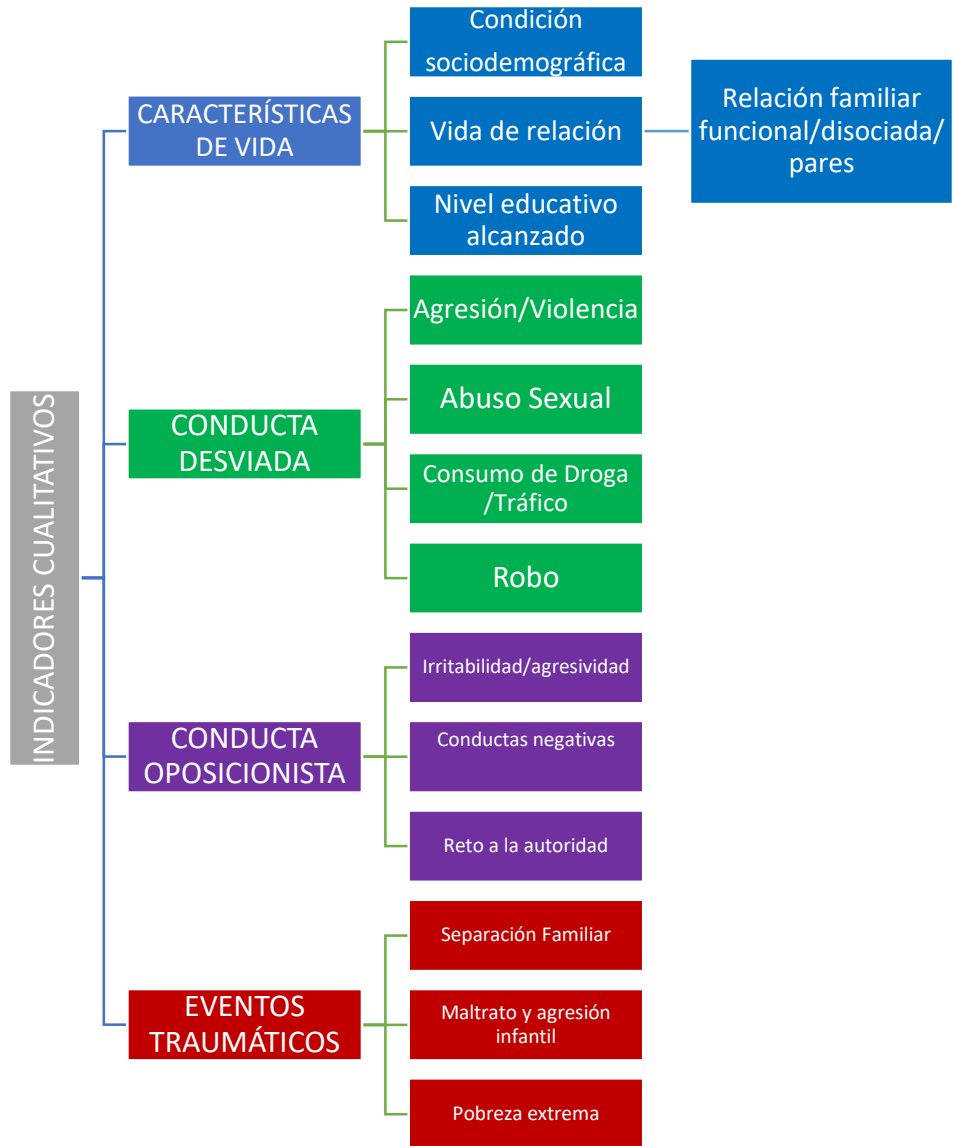 INDICADORES CUALITATIVOS
CARACTERÍSTICAS
DE VIDA
Condición
sociodemográfica
Vida de relación
Relación familiar
funcional/disociada/
pares
Nivel educativo
alcanzado
CONDUCTA
DESVIADA
Agresión/Violencia
Abuso Sexual
Consumo de Droga
/Tráfico
Robo
CONDUCTA
OPOSICIONISTA
Irritabilidad/agresividad
Conductas negativas
Reto a la autoridad
EVENTOS
TRAUMÁTICOS
Separación Familiar
Maltrato y agresión
infantil
Pobreza extrema